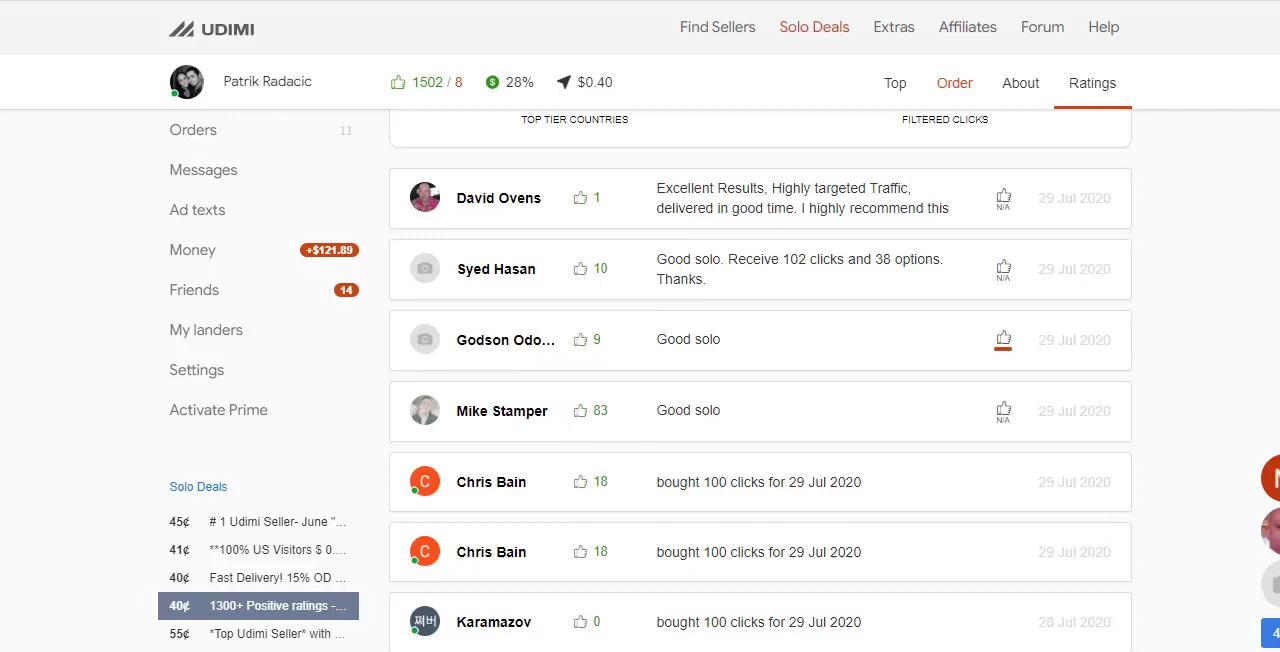 UDIMI
Find Sellers Solo Deals Extras Affiliates Forum Help
Patrik Radacic 1502 / 8 $ 28% $0.40 Top Order About Ratings
TOP TIER COUNTRIES FILTERED CLICKS
Orders 11
Messages
Ad texts
Money +$121.89
Friends 14
My landers
Settings
Activate Prime
Solo Deals
45¢ # 1 Udimi Seller- June "...
41¢ **100% US Visitors $ 0....
40¢ Fast Delivery! 15% OD ...
40¢ 1300+ Positive ratings -...
55¢ *Top Udimi Seller* with ...
David Ovens 1 Excellent Results, Highly targeted Traffic,
delivered in good time. I highly recommend this N/A 29 Jul 2020
Syed Hasan 10 Good solo. Receive 102 clicks and 38 options.
Thanks. N/A 29 Jul 2020
Godson Odo... 9 Good solo 29 Jul 2020
Mike Stamper 83 Good solo N/A 29 Jul 2020
C Chris Bain 18 bought 100 clicks for 29 Jul 2020 29 Jul 2020
C Chris Bain 18 bought 100 clicks for 29 Jul 2020 29 Jul 2020
쩌버 Karamazov 0 bought 100 clicks for 29 Jul 2020 28 Jul 2020
4